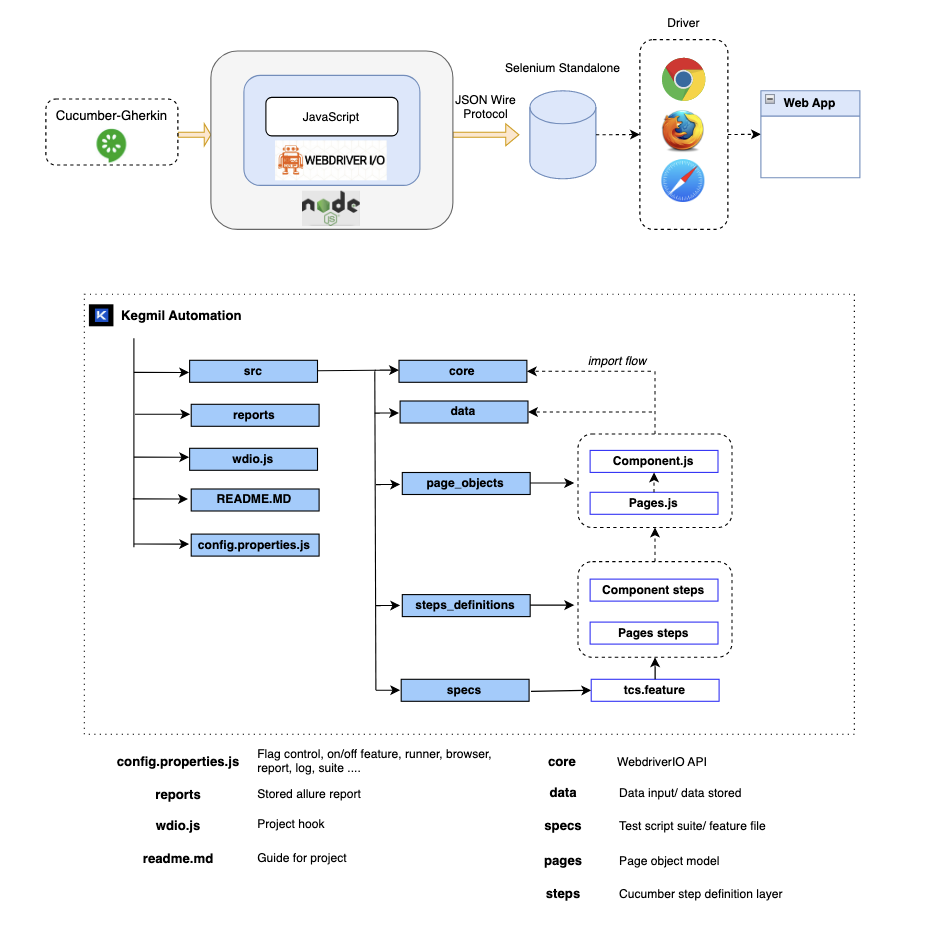 Driver
Selenium Standalone
Cucumber-Gherkin
JavaScript
WEBDRIVER I/O
node
JS
JSON Wire
Protocol
Web App
K
Kegmil Automation
src
reports
wdio.js
README.MD
config.properties.js
core
data
page_objects
steps_definitions
specs
import flow
Component.js
Pages.js
Component steps
Pages steps
tcs.feature
config.properties.js
Flag control, on/off feature, runner, browser,
report, log, suite ....
reports
Stored allure report
wdio.js
Project hook
readme.md
Guide for project
core
WebdriverIO API
data
Data input/ data stored
specs
Test script suite/ feature file
pages
Page object model
steps
Cucumber step definition layer